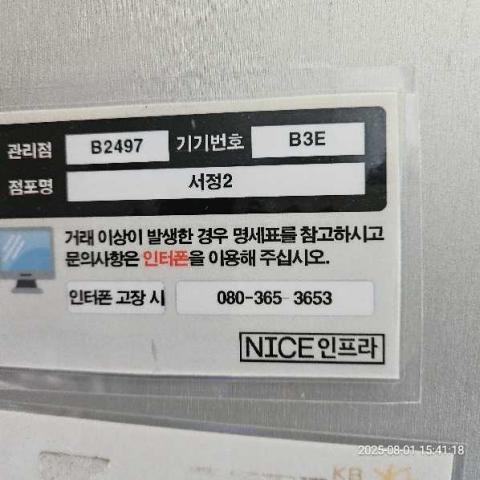 관리점 B2497 기기번호 B3E
점포명 서정2
거래 이상이 발생한 경우 명세표를 참고하시고
문의사항은 인터폰을 이용해 주십시오.
인터폰 고장 시 080-365-3653
NICE인프라
KB
2025-08-01 15:41:18